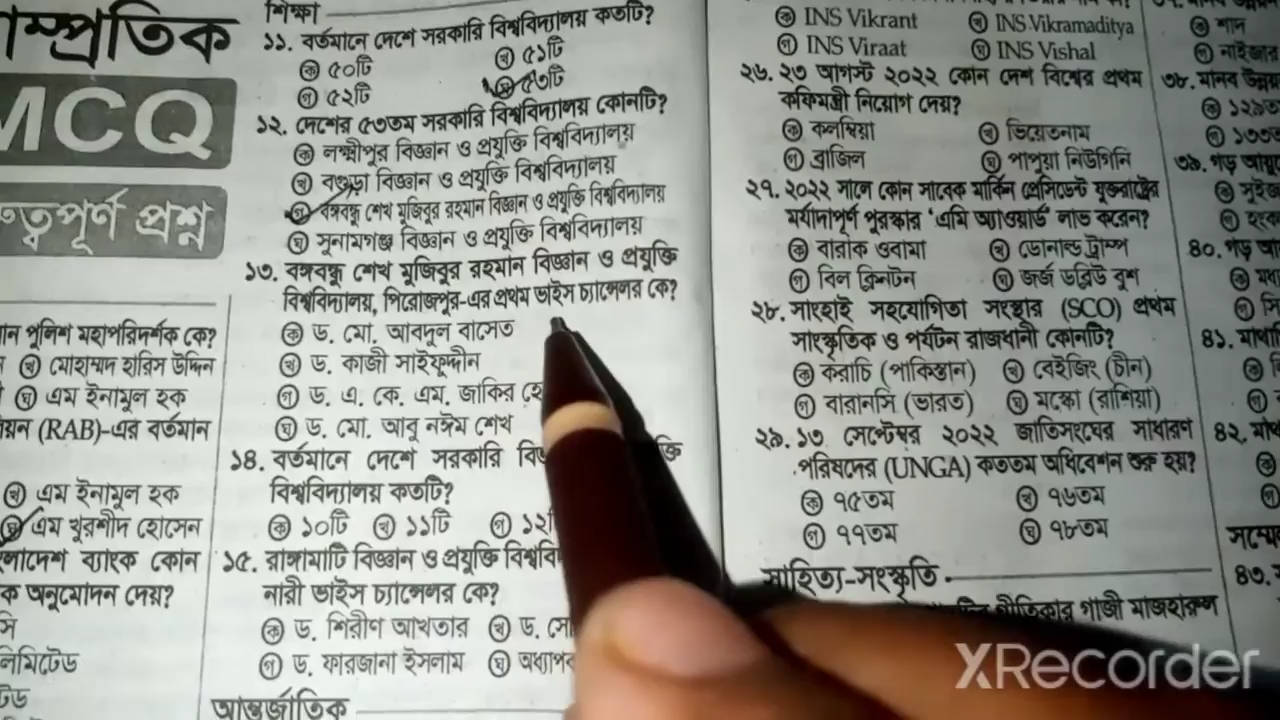 সাম্প্রতিক
MCQ
গুরুত্বপূর্ণ প্রশ্ন
পুলিশ মহাপরিদর্শক কে?
খ মোহাম্মদ হারিস উদ্দিন
ঘ এম ইনামুল হক
(RAB)-এর বর্তমান
খ এম ইনামুল হক
ঘ এম খুরশীদ হোসেন
বাংলাদেশ ব্যাংক কোন
অনুমোদন দেয়?
লিমিটেড
শিক্ষা
১১. বর্তমানে দেশে সরকারি বিশ্ববিদ্যালয় কতটি?
ক ৫০টি খ ৫১টি
গ ৫২টি ঘ ৫৩টি
১২. দেশের ৫৩তম সরকারি বিশ্ববিদ্যালয় কোনটি?
ক লক্ষ্মীপুর বিজ্ঞান ও প্রযুক্তি বিশ্ববিদ্যালয়
খ বগুড়া বিজ্ঞান ও প্রযুক্তি বিশ্ববিদ্যালয়
গ বঙ্গবন্ধু শেখ মুজিবুর রহমান বিজ্ঞান ও প্রযুক্তি বিশ্ববিদ্যালয়
ঘ সুনামগঞ্জ বিজ্ঞান ও প্রযুক্তি বিশ্ববিদ্যালয়
১৩. বঙ্গবন্ধু শেখ মুজিবুর রহমান বিজ্ঞান ও প্রযুক্তি
বিশ্ববিদ্যালয়, পিরোজপুর-এর প্রথম ভাইস চ্যান্সেলর কে?
ক ড. মো. আবদুল বাসেত
খ ড. কাজী সাইফুদ্দীন
গ ড. এ. কে. এম. জাকির
ঘ ড. মো. আবু নঈম শেখ
১৪. বর্তমানে দেশে সরকারি
বিশ্ববিদ্যালয় কতটি?
ক ১০টি খ ১১টি গ
১৫. রাঙ্গামাটি বিজ্ঞান ও প্রযুক্তি
নারী ভাইস চ্যান্সেলর কে?
ক ড. শিরীণ আখতার খ ড.
গ ড. ফারজানা ইসলাম ঘ
আন্তর্জাতিক
ক INS Vikrant খ INS Vikramaditya
গ INS Viraat ঘ INS Vishal
২৬. ২৩ আগস্ট ২০২২ কোন দেশ বিশ্বের প্রথম
কফিমন্ত্রী নিয়োগ দেয়?
ক কলম্বিয়া খ ভিয়েতনাম
গ ব্রাজিল ঘ পাপুয়া নিউগিনি
২৭. ২০২২ সালে কোন সাবেক মার্কিন প্রেসিডেন্ট যুক্তরাষ্ট্রের
মর্যাদাপূর্ণ পুরস্কার ‘এমি অ্যাওয়ার্ড’ লাভ করেন?
ক বারাক ওবামা খ ডোনাল্ড ট্রাম্প
গ বিল ক্লিনটন ঘ জর্জ ডব্লিউ বুশ
২৮. সাংহাই সহযোগিতা সংস্থার (SCO) প্রথম
সাংস্কৃতিক ও পর্যটন রাজধানী কোনটি?
ক করাচি (পাকিস্তান) খ বেইজিং (চীন)
গ বারানসি (ভারত) ঘ মস্কো (রাশিয়া)
২৯. ১৩ সেপ্টেম্বর ২০২২ জাতিসংঘের সাধারণ
পরিষদের (UNGA) কততম অধিবেশন শুরু হয়?
ক ৭৫তম খ ৭৬তম
গ ৭৭তম ঘ ৭৮তম
সাহিত্য-সংস্কৃতি
গীতিকার গাজী মাজহারুল
ক শাদ
গ নাইজার
৩৮. মানব উন্নয়ন
ক
গ
৩৯. গড়
ক
গ
৪০. গড়
ক
গ
৪১.
ক
গ
৪২.
ক
গ
৪৩.
XRecorder